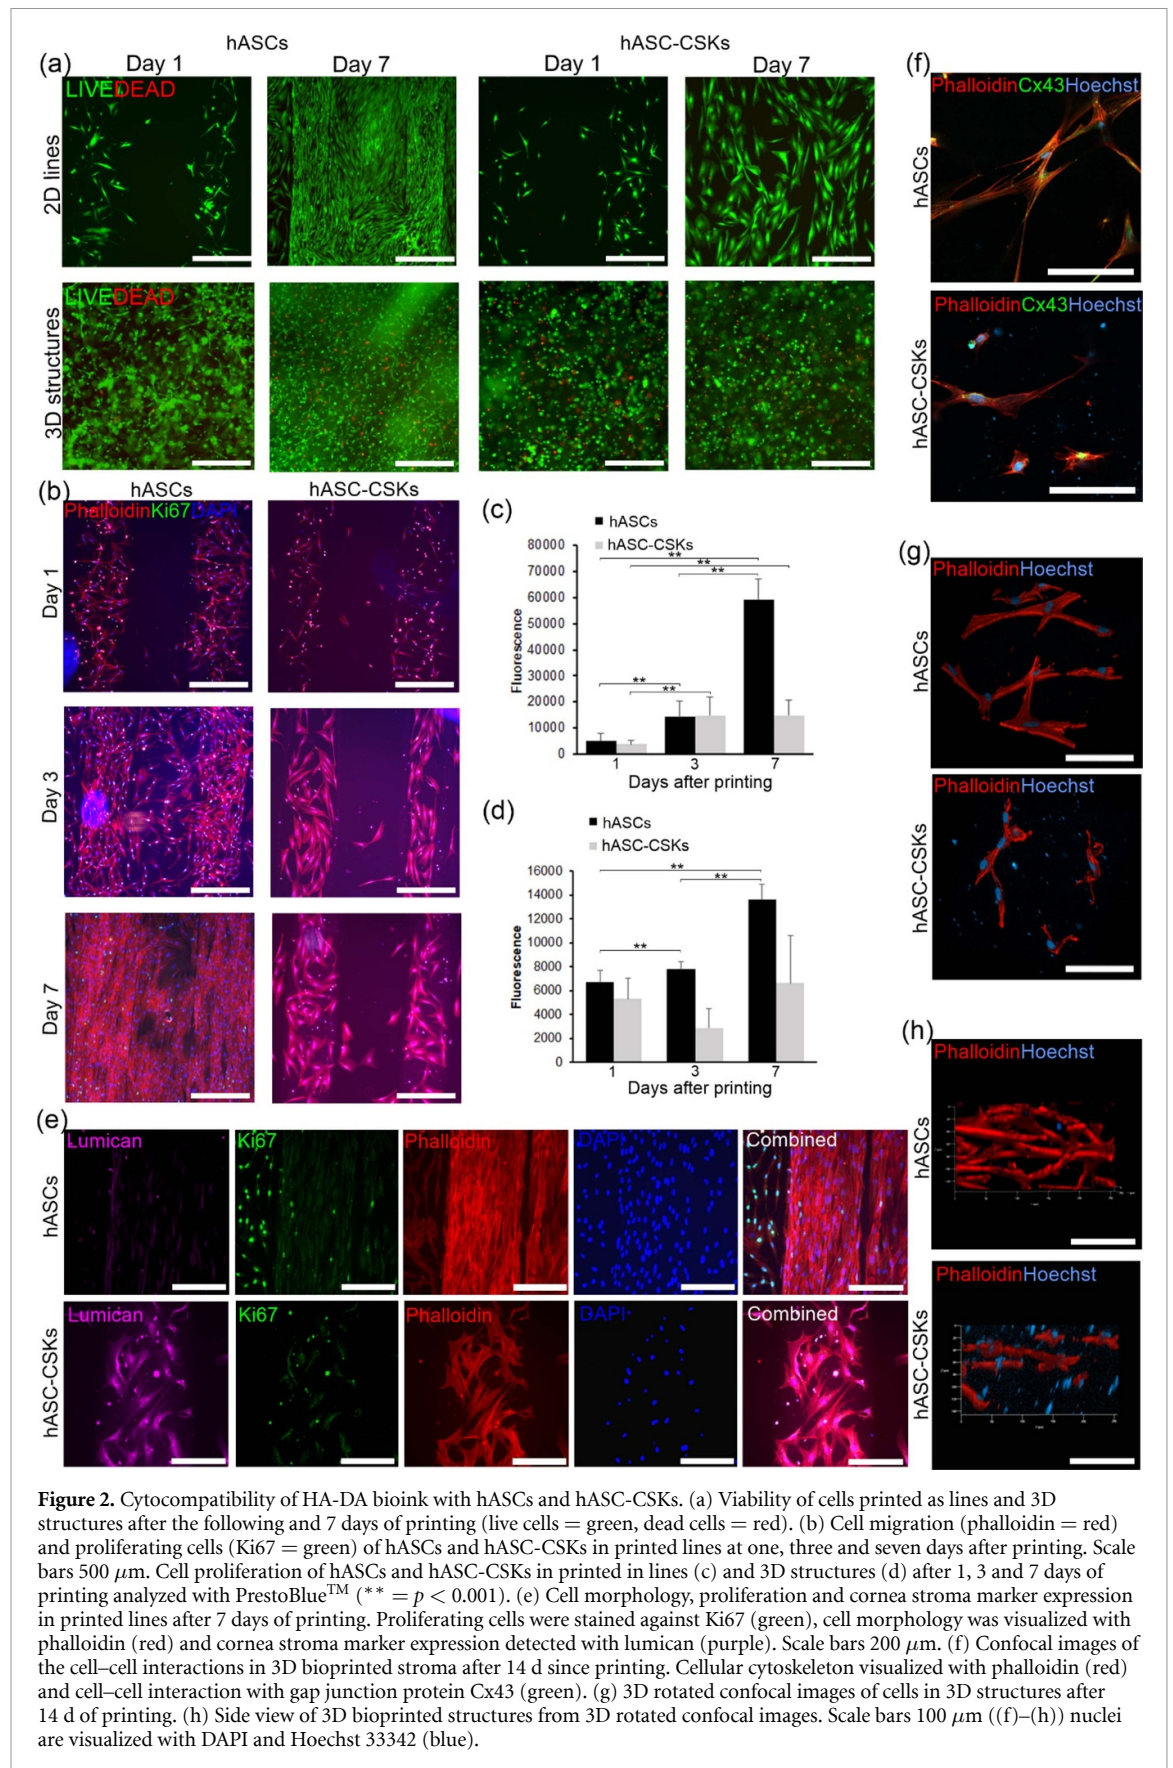 hASCs
hASC-CSKs
(a)
Day 1
Day 7
Day 1
Day 7
2D lines
LIVEDEAD
3D structures
LIVEDEAD
(f)
PhalloidinCx43Hoechst
hASCs
PhalloidinCx43Hoechst
hASC-CSKs
(b)
hASCs
hASC-CSKs
PhalloidinKi67DAPI
Day 1
Day 3
Day 7
(c)
hASCs
hASC-CSKs
80000
70000
60000
50000
40000
30000
20000
10000
0
Fluorescence
**
**
**
**
**
1
3
7
Days after printing
(d)
hASCs
hASC-CSKs
16000
14000
12000
10000
8000
6000
4000
2000
0
Fluorescence
**
**
**
1
3
7
Days after printing
(g)
PhalloidinHoechst
hASCs
PhalloidinHoechst
hASC-CSKs
(e)
Lumican
Ki67
Phalloidin
DAPI
Combined
hASCs
Lumican
Ki67
Phalloidin
DAPI
Combined
hASC-CSKs
(h)
PhalloidinHoechst
hASCs
PhalloidinHoechst
hASC-CSKs
Figure 2. Cytocompatibility of HA-DA bioink with hASCs and hASC-CSKs. (a) Viability of cells printed as lines and 3D
structures after the following and 7 days of printing (live cells = green, dead cells = red). (b) Cell migration (phalloidin = red)
and proliferating cells (Ki67 = green) of hASCs and hASC-CSKs in printed lines at one, three and seven days after printing. Scale
bars 500 μm. Cell proliferation of hASCs and hASC-CSKs in printed in lines (c) and 3D structures (d) after 1, 3 and 7 days of
printing analyzed with PrestoBlue™ (** = p < 0.001). (e) Cell morphology, proliferation and cornea stroma marker expression
in printed lines after 7 days of printing. Proliferating cells were stained against Ki67 (green), cell morphology was visualized with
phalloidin (red) and cornea stroma marker expression detected with lumican (purple). Scale bars 200 μm. (f) Confocal images of
the cell–cell interactions in 3D bioprinted stroma after 14 d since printing. Cellular cytoskeleton visualized with phalloidin (red)
and cell–cell interaction with gap junction protein Cx43 (green). (g) 3D rotated confocal images of cells in 3D structures after
14 d of printing. (h) Side view of 3D bioprinted structures from 3D rotated confocal images. Scale bars 100 μm ((f)–(h)) nuclei
are visualized with DAPI and Hoechst 33342 (blue).